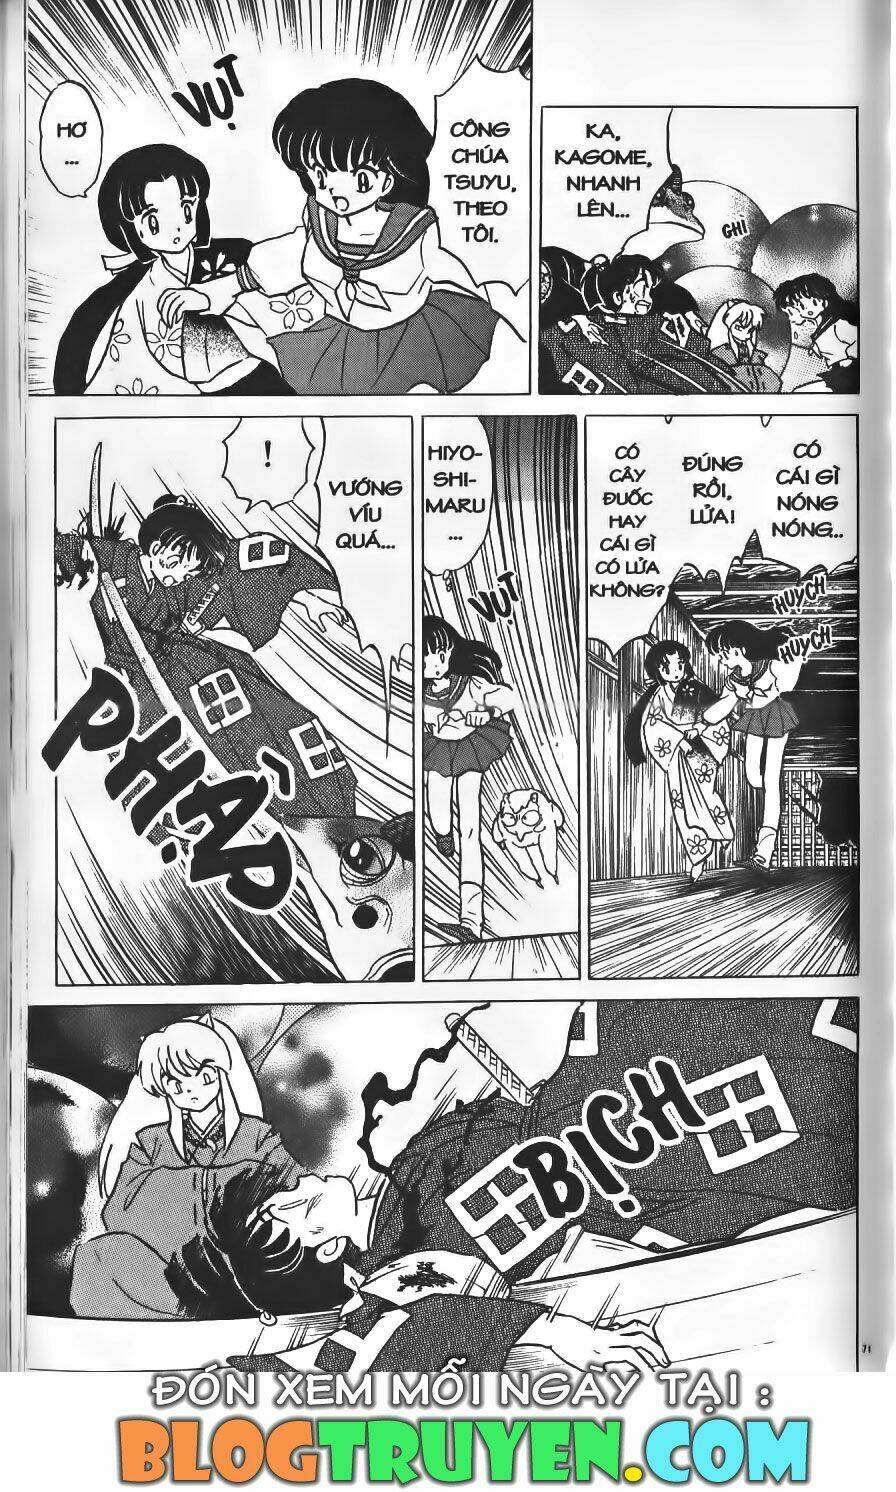 KA,
KAGOME,
NHANH
LÊN...
GHÌ
CÔNG
CHÚA
TSUYU,
THEO
TÔI.
VỤT
HƠ
...
CÓ
CÁI GÌ
NÓNG
NÓNG...
ĐÚNG
RỒI,
LỬA!
CÓ
CÂY
ĐUỐC
HAY
CÁI GÌ
CÓ LỬA
KHÔNG?
HUỴCH
HUỴCH
HIYO-
SHI-
MARU
...
VỤT
VƯỚNG
VÍU
QUÁ...
!
PHẬP
BỊCH
71
ĐÓN XEM MỖI NGÀY TẠI :
BLOGTRUYEN.COM